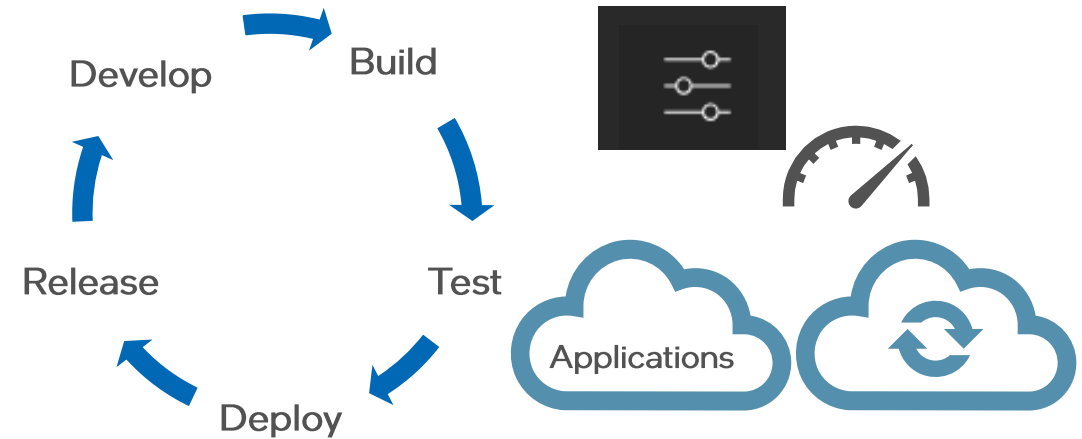 Develop
Build
Test
Deploy
Release
Applications